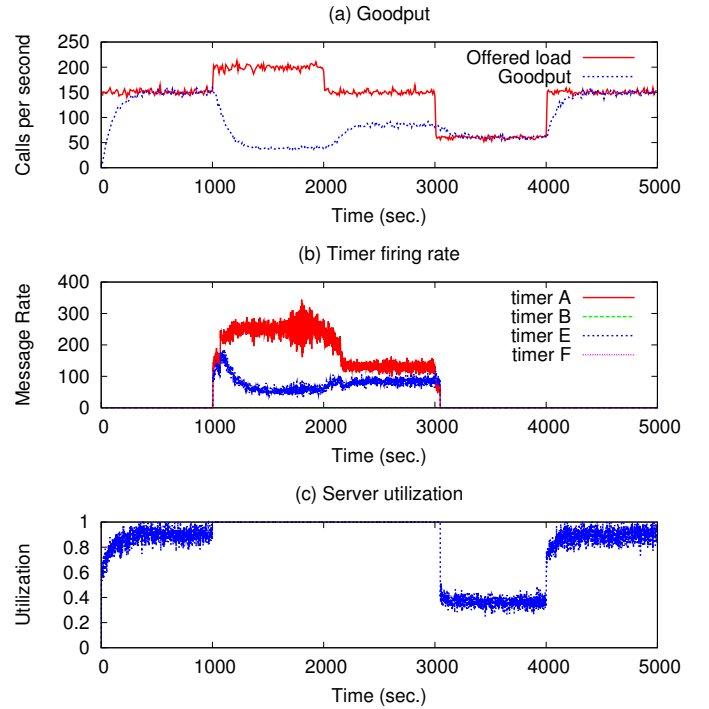 (a) Goodput
Calls per second
250
200
150
100
50
0
Offered load
Goodput
0 1000 2000 3000 4000 5000
Time (sec.)
(b) Timer firing rate
Message Rate
400
300
200
100
0
timer A
timer B
timer E
timer F
0 1000 2000 3000 4000 5000
Time (sec.)
(c) Server utilization
Utilization
1
0.8
0.6
0.4
0.2
0
0 1000 2000 3000 4000 5000
Time (sec.)